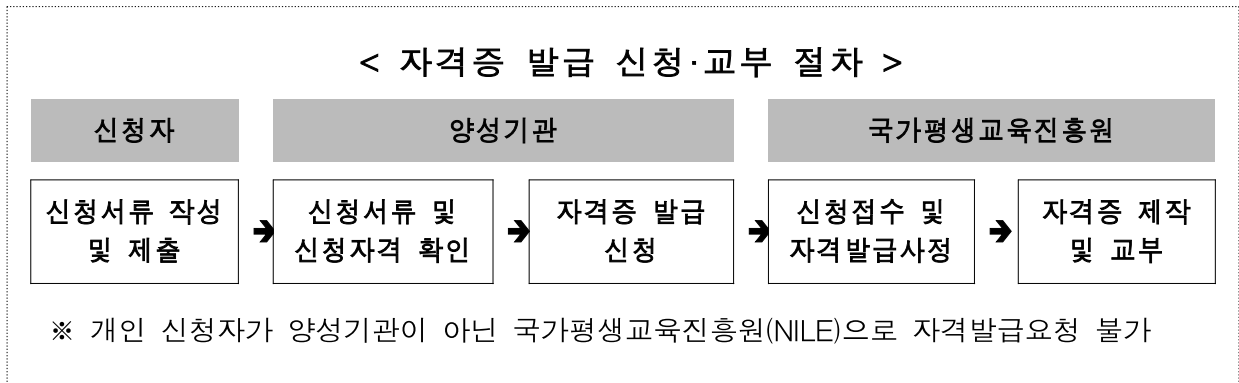 < 자격증 발급 신청·교부 절차 >
신청자
양성기관
국가평생교육진흥원
신청서류 작성
및 제출
➔
신청서류 및
신청자격 확인
➔
자격증 발급
신청
➔
신청접수 및
자격발급사정
➔
자격증 제작
및 교부
※ 개인 신청자가 양성기관이 아닌 국가평생교육진흥원(NILE)으로 자격발급요청 불가